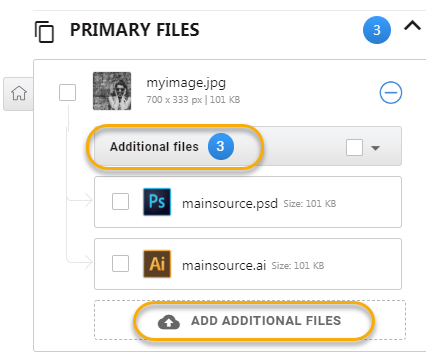 PRIMARY FILES 3
myimage.jpg
700 x 333 px | 101 KB
Additional files 3
Ps mainsource.psd Size: 101 KB
Ai mainsource.ai Size: 101 KB
ADD ADDITIONAL FILES